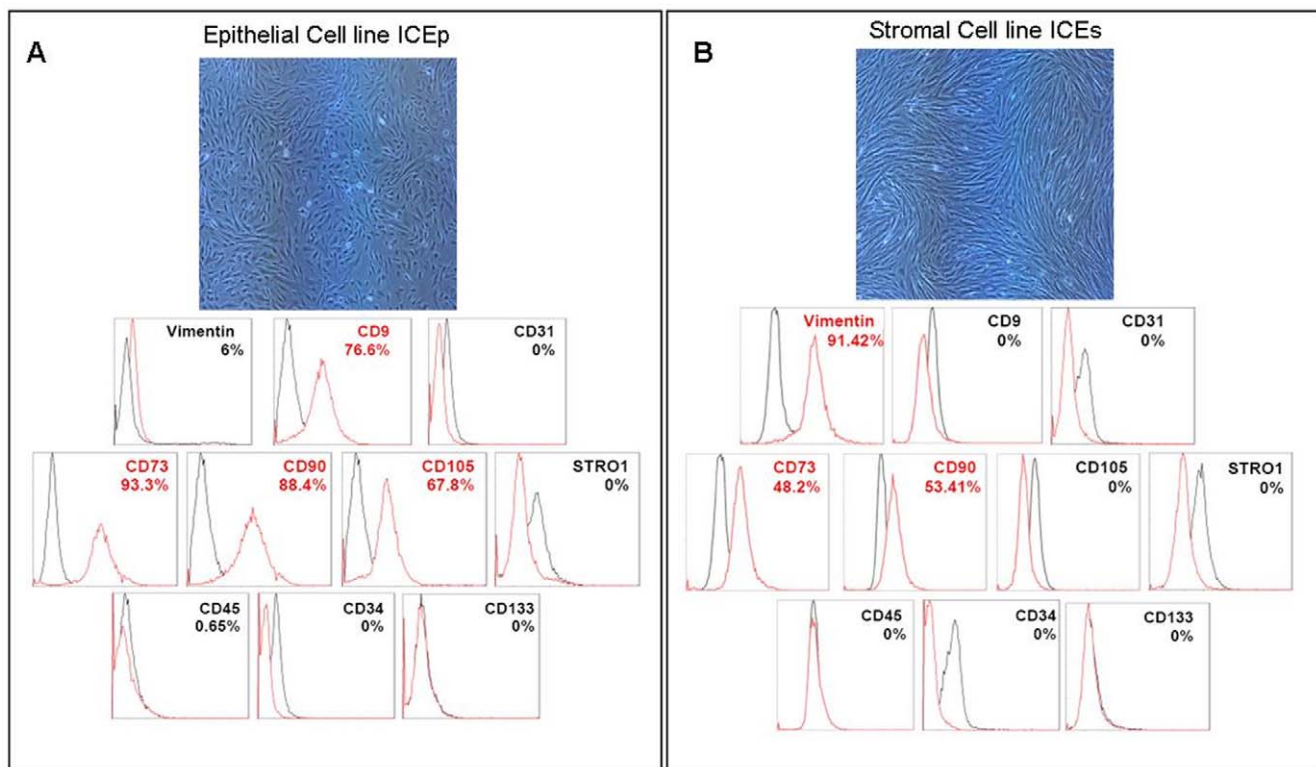 Epithelial Cell line ICEp
A
Vimentin
6%
CD9
76.6%
CD31
0%
CD73
93.3%
CD90
88.4%
CD105
67.8%
STRO1
0%
CD45
0.65%
CD34
0%
CD133
0%
Stromal Cell line ICEs
B
Vimentin
91.42%
CD9
0%
CD31
0%
CD73
48.2%
CD90
53.41%
CD105
0%
STRO1
0%
CD45
0%
CD34
0%
CD133
0%